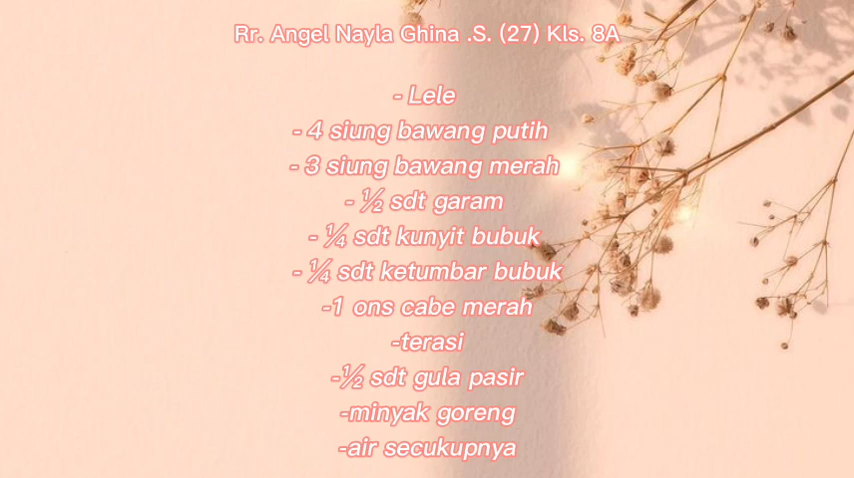 Rr. Angel Nayla Ghina .S. (27) Kls. 8A
- Lele
- 4 siung bawang putih
- 3 siung bawang merah
- ½ sdt garam
- ¼ sdt kunyit bubuk
- ¼ sdt ketumbar bubuk
-1 ons cabe merah
-terasi
-½ sdt gula pasir
-minyak goreng
-air secukupnya